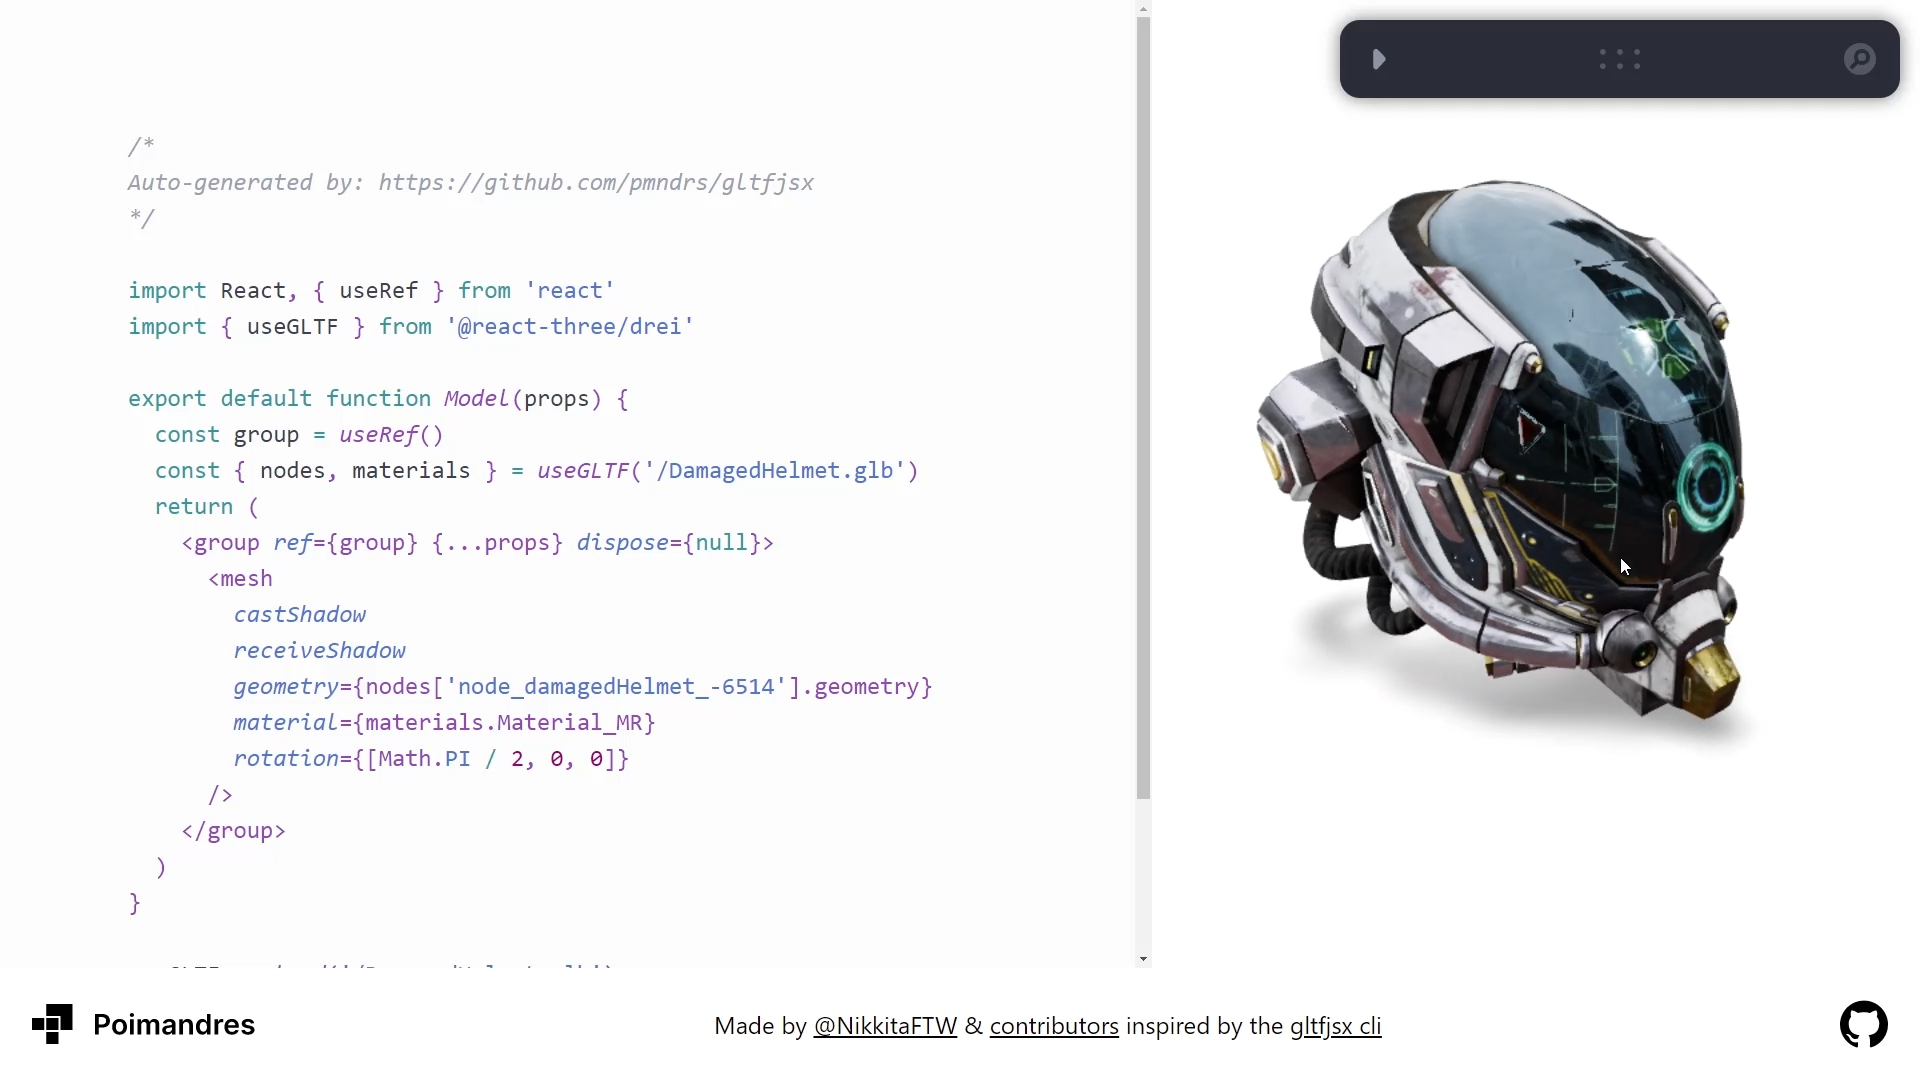 /*
Auto-generated by: https://github.com/pmndrs/gltfjsx
*/
import React, { useRef } from 'react'
import { useGLTF } from '@react-three/drei'
export default function Model(props) {
const group = useRef()
const { nodes, materials } = useGLTF('/DamagedHelmet.glb')
return (
<group ref={group} {...props} dispose={null}>
<mesh
castShadow
receiveShadow
geometry={nodes['node_damagedHelmet_-6514'].geometry}
material={materials.Material_MR}
rotation={[Math.PI / 2, 0, 0]}
/>
</group>
)
}
Poimandres
Made by @NikkitaFTW & contributors inspired by the gltfjsx cli